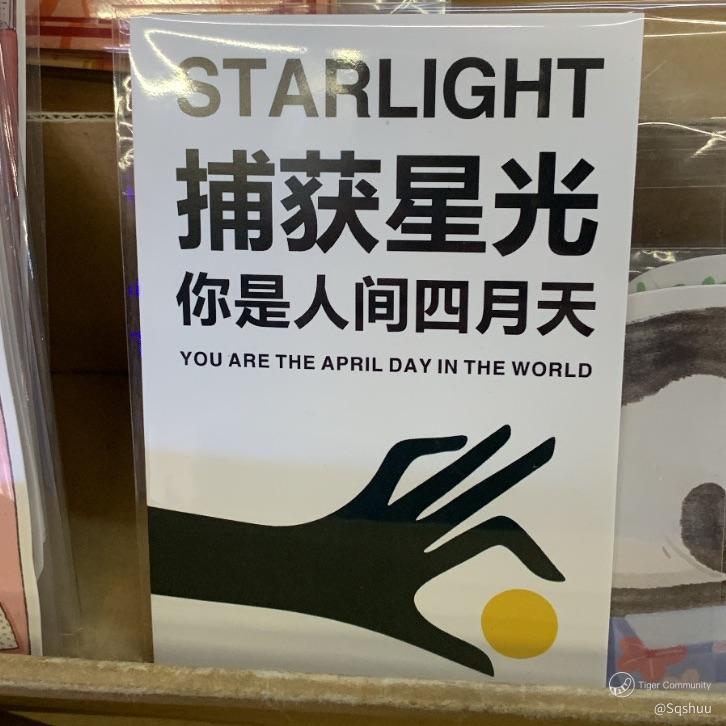 STARLIGHT
捕获星光
你是人间四月天
YOU ARE THE APRIL DAY IN THE WORLD
Tiger Community
@Sqshuu